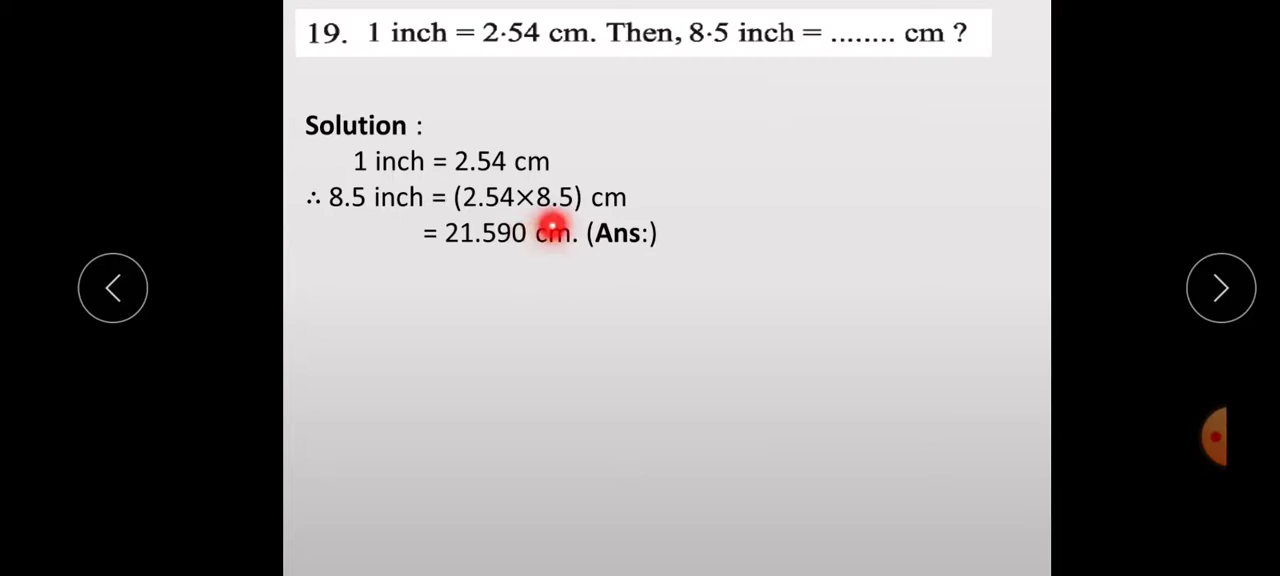 19. 1 inch = 2·54 cm. Then, 8·5 inch = ........ cm ?
Solution :
1 inch = 2.54 cm
∴ 8.5 inch = (2.54×8.5) cm
= 21.590 cm. (Ans:)